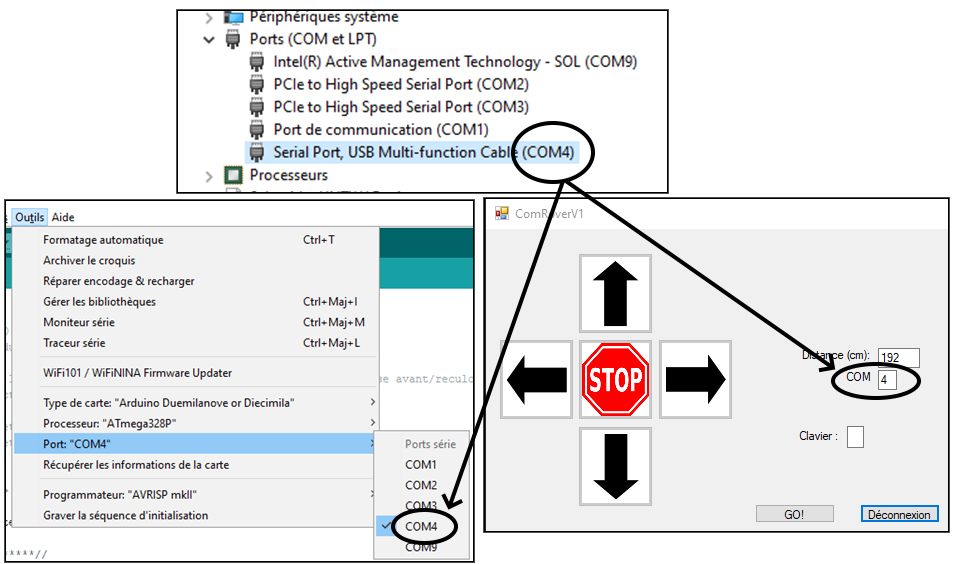 Périphériques système
Ports (COM et LPT)
Intel(R) Active Management Technology - SOL (COM9)
PCIe to High Speed Serial Port (COM2)
PCIe to High Speed Serial Port (COM3)
Port de communication (COM1)
Serial Port, USB Multi-function Cable (COM4)
Processeurs
Outils Aide
Formatage automatique Ctrl+T
Archiver le croquis
Réparer encodage & recharger
Gérer les bibliothèques Ctrl+Maj+I
Moniteur série Ctrl+Maj+M
Traceur série Ctrl+Maj+L
WiFi101 / WiFiNINA Firmware Updater
ge avant/reculo
Type de carte: "Arduino Duemilanove or Diecimila"
Processeur: "ATmega328P"
Port: "COM4"
Récupérer les informations de la carte
Programmateur: "AVRISP mkII"
Graver la séquence d'initialisation
Ports série
COM1
COM2
COM3
COM4
COM9
****//
ComRoverV1
STOP
Distance (cm): 192
COM 4
Clavier :
GO! Déconnexion